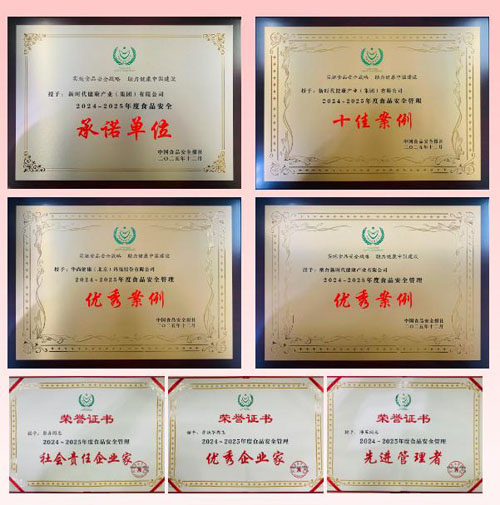 实施食品安全战略 助力健康中国建设
授予：新时代健康产业（集团）有限公司
2024-2025年度食品安全
承诺单位
中国食品安全报社
二〇二五年十二月
实施食品安全战略 助力健康中国建设
授予：新时代健康产业（集团）有限公司
2024-2025年度食品安全管理
十佳案例
中国食品安全报社
二〇二五年十二月
实施食品安全战略 助力健康中国建设
2024-2025年度食品安全管理
优秀案例
中国食品安全报社
二〇二五年十二月
实施食品安全战略 助力健康中国建设
授予：烟台新时代健康产业有限公司
2024-2025年度食品安全管理
优秀案例
中国食品安全报社
二〇二五年十二月
荣誉证书
2024-2025年度食品安全管理
社会责任企业家
荣誉证书
2024-2025年度食品安全管理
优秀企业家
荣誉证书
2024-2025年度食品安全管理
先进管理者